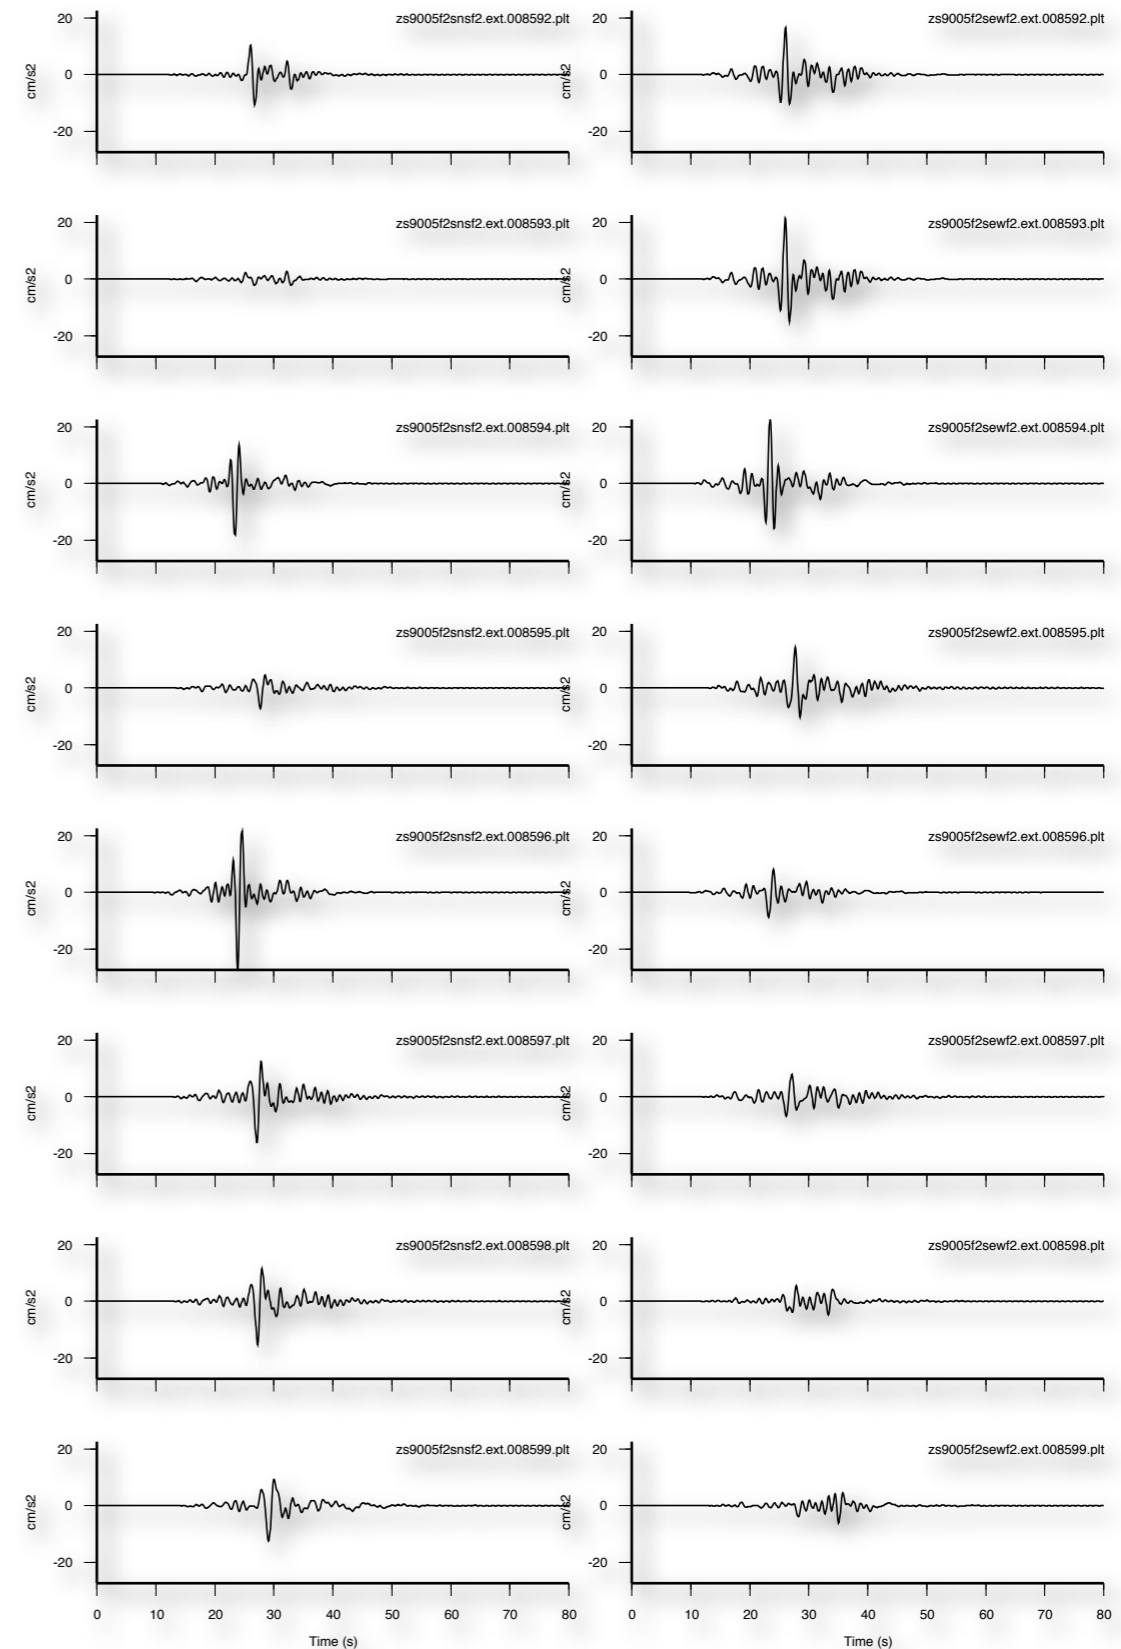 20 zs9005f2snsf2.ext.008592.plt 20 zs9005f2sewf2.ext.008592.plt
cm/s2 0 cm/s2 0
-20 -20
20 zs9005f2snsf2.ext.008593.plt 20 zs9005f2sewf2.ext.008593.plt
cm/s2 0 cm/s2 0
-20 -20
20 zs9005f2snsf2.ext.008594.plt 20 zs9005f2sewf2.ext.008594.plt
cm/s2 0 cm/s2 0
-20 -20
20 zs9005f2snsf2.ext.008595.plt 20 zs9005f2sewf2.ext.008595.plt
cm/s2 0 cm/s2 0
-20 -20
20 zs9005f2snsf2.ext.008596.plt 20 zs9005f2sewf2.ext.008596.plt
cm/s2 0 cm/s2 0
-20 -20
20 zs9005f2snsf2.ext.008597.plt 20 zs9005f2sewf2.ext.008597.plt
cm/s2 0 cm/s2 0
-20 -20
20 zs9005f2snsf2.ext.008598.plt 20 zs9005f2sewf2.ext.008598.plt
cm/s2 0 cm/s2 0
-20 -20
20 zs9005f2snsf2.ext.008599.plt 20 zs9005f2sewf2.ext.008599.plt
cm/s2 0 cm/s2 0
-20 -20
0 10 20 30 40 50 60 70 80 0 10 20 30 40 50 60 70 80
Time (s) Time (s)